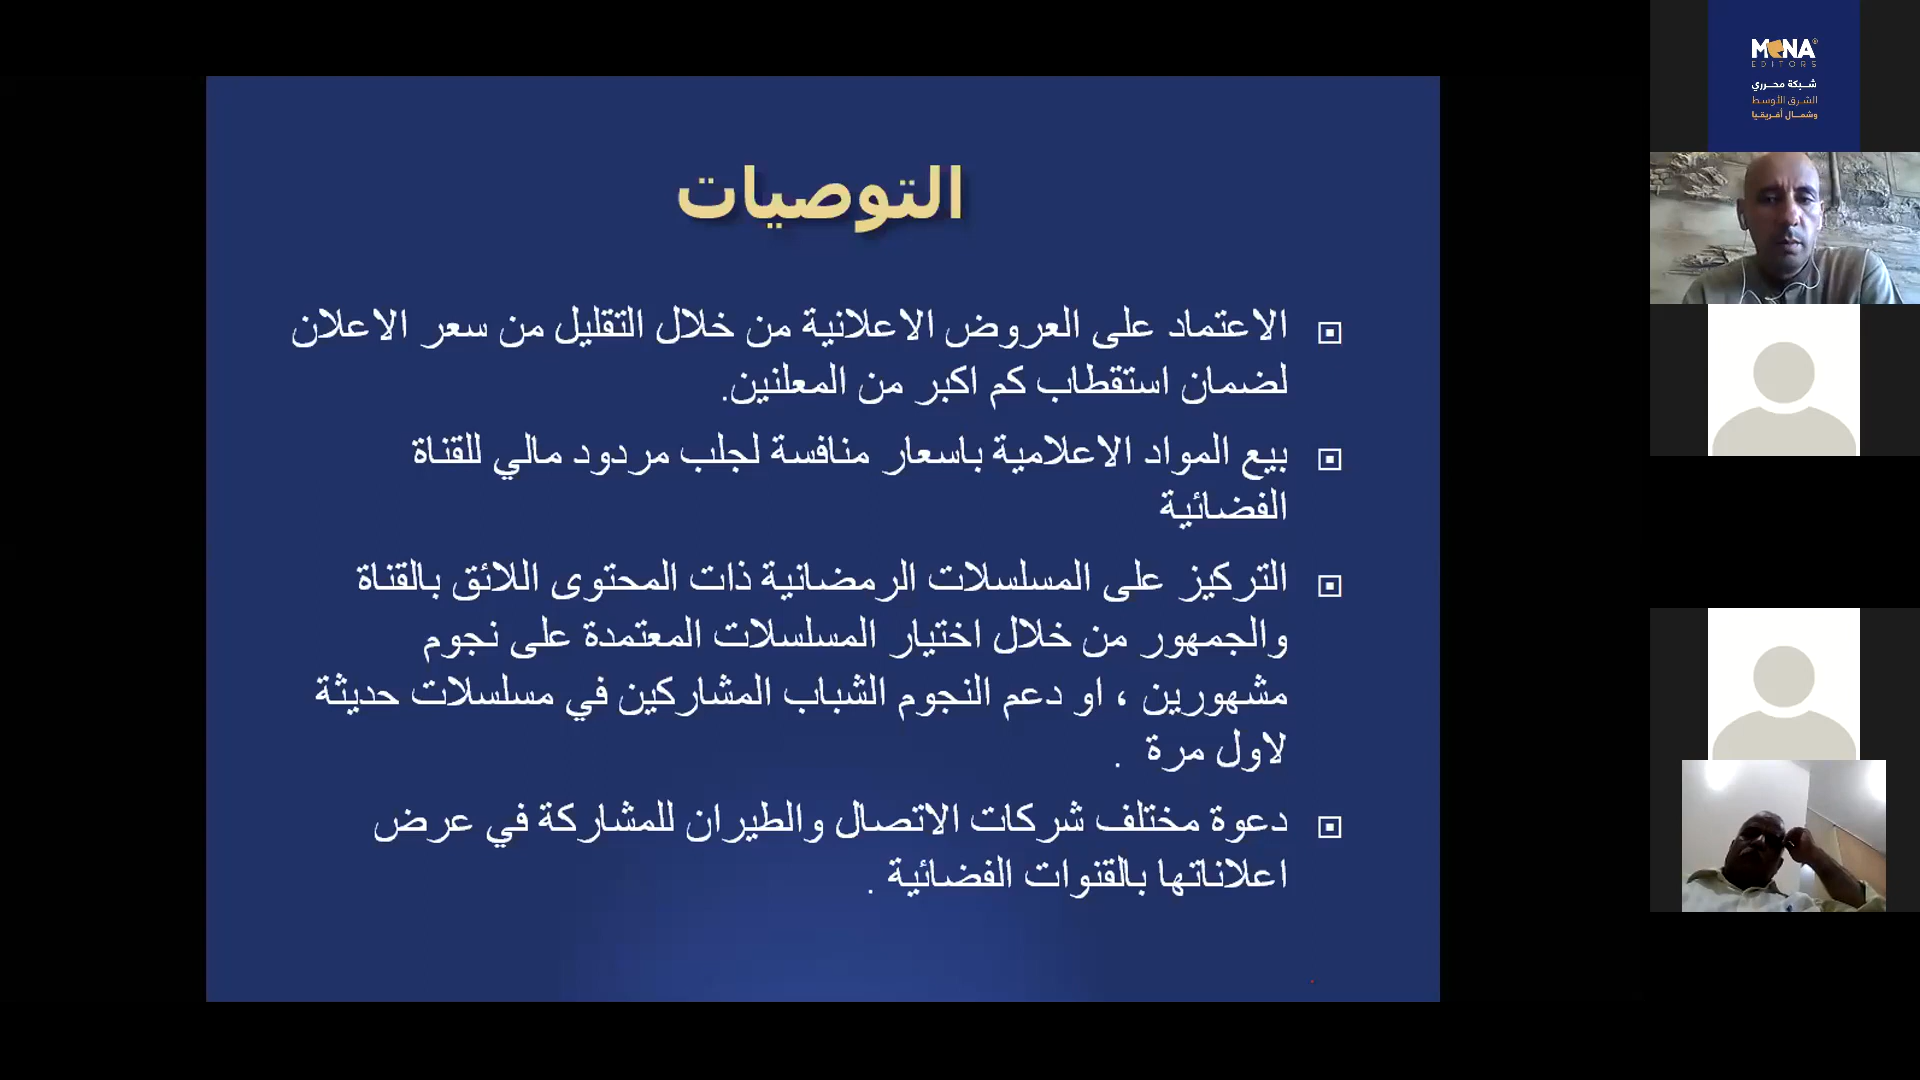 التوصيات
الاعتماد على العروض الاعلانية من خلال التقليل من سعر الاعلان
لضمان استقطاب كم اكبر من المعلنين.
بيع المواد الاعلامية باسعار منافسة لجلب مردود مالي للقناة
الفضائية
التركيز على المسلسلات الرمضانية ذات المحتوى اللائق بالقناة
والجمهور من خلال اختيار المسلسلات المعتمدة على نجوم
مشهورين ، او دعم النجوم الشباب المشاركين في مسلسلات حديثة
لاول مرة .
دعوة مختلف شركات الاتصال والطيران للمشاركة في عرض
اعلاناتها بالقنوات الفضائية .
MENA
EDITORS
شبكة محرري
الشرق الأوسط
وشمال أفريقيا